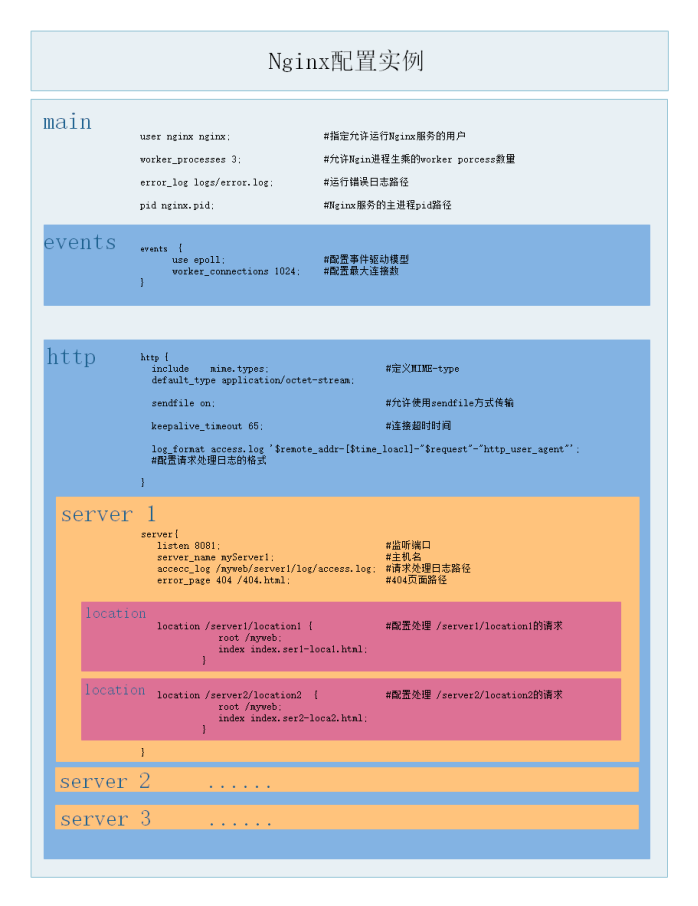 Nginx配置实例
main
user nginx nginx; #指定允许运行Nginx服务的用户
worker_processes 3; #允许Ngin进程生乘的worker porcess数量
error_log logs/error.log; #运行错误日志路径
pid nginx.pid; #Nginx服务的主进程pid路径
events
events {
use epoll; #配置事件驱动模型
worker_connections 1024; #配置最大连接数
}
http
http {
include mime.types; #定义MIME-type
default_type application/octet-stream;
sendfile on; #允许使用sendfile方式传输
keepalive_timeout 65; #连接超时时间
log_format access.log '$remote_addr-[$time_loacl]-"$request"-"http_user_agent"';
#配置请求处理日志的格式
}
server 1
server{
listen 8081; #监听端口
server_name myServer1; #主机名
accecc_log /myweb/server1/log/access.log; #请求处理日志路径
error_page 404 /404.html; #404页面路径
location
location /server1/location1 { #配置处理 /server1/location1的请求
root /myweb;
index index.ser1-loca1.html;
}
location
location /server2/location2 { #配置处理 /server2/location2的请求
root /myweb;
index index.ser2-loca2.html;
}
}
server 2 ......
server 3 ......